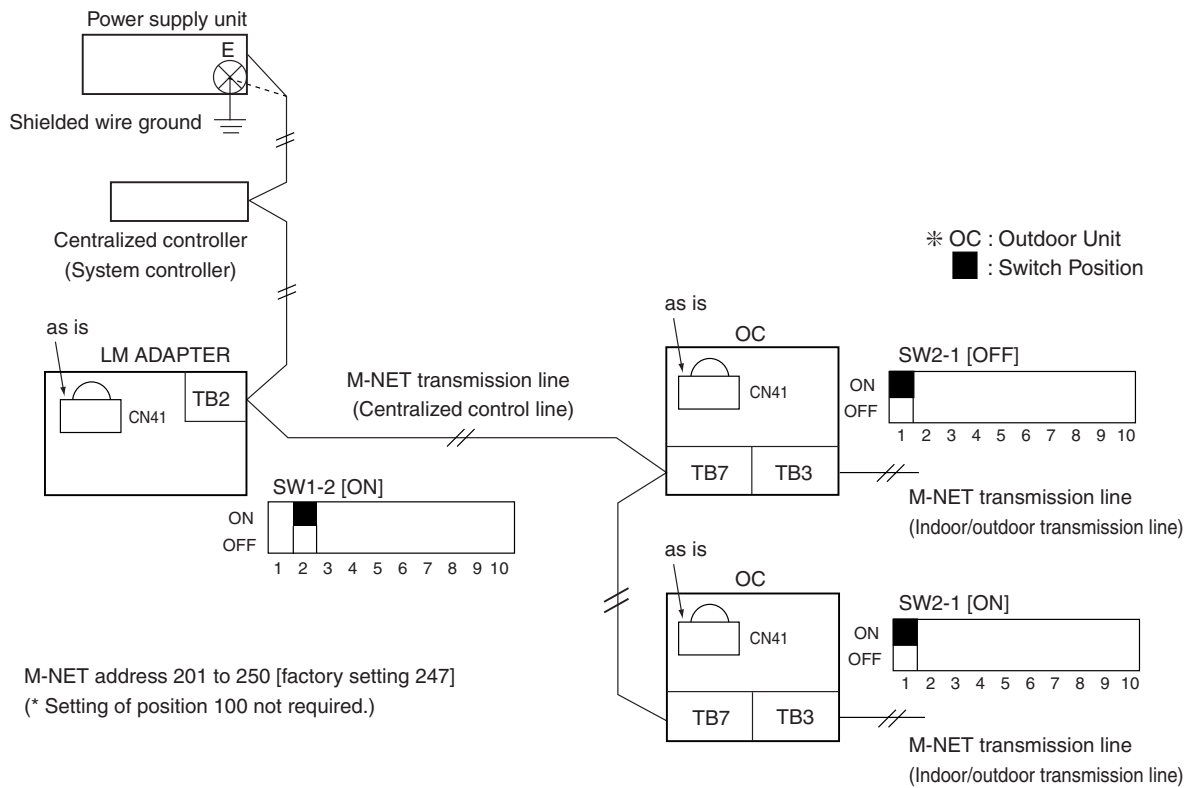 Power supply unit
E
Shielded wire ground
Centralized controller
(System controller)
as is
LM ADAPTER
TB2
CN41
M-NET transmission line
(Centralized control line)
SW1-2 [ON]
ON
OFF
1 2 3 4 5 6 7 8 9 10
M-NET address 201 to 250 [factory setting 247]
(* Setting of position 100 not required.)
❈ OC : Outdoor Unit
: Switch Position
as is
OC
CN41
TB7 TB3
SW2-1 [OFF]
ON
OFF
1 2 3 4 5 6 7 8 9 10
M-NET transmission line
(Indoor/outdoor transmission line)
as is
OC
CN41
TB7 TB3
SW2-1 [ON]
ON
OFF
1 2 3 4 5 6 7 8 9 10
M-NET transmission line
(Indoor/outdoor transmission line)